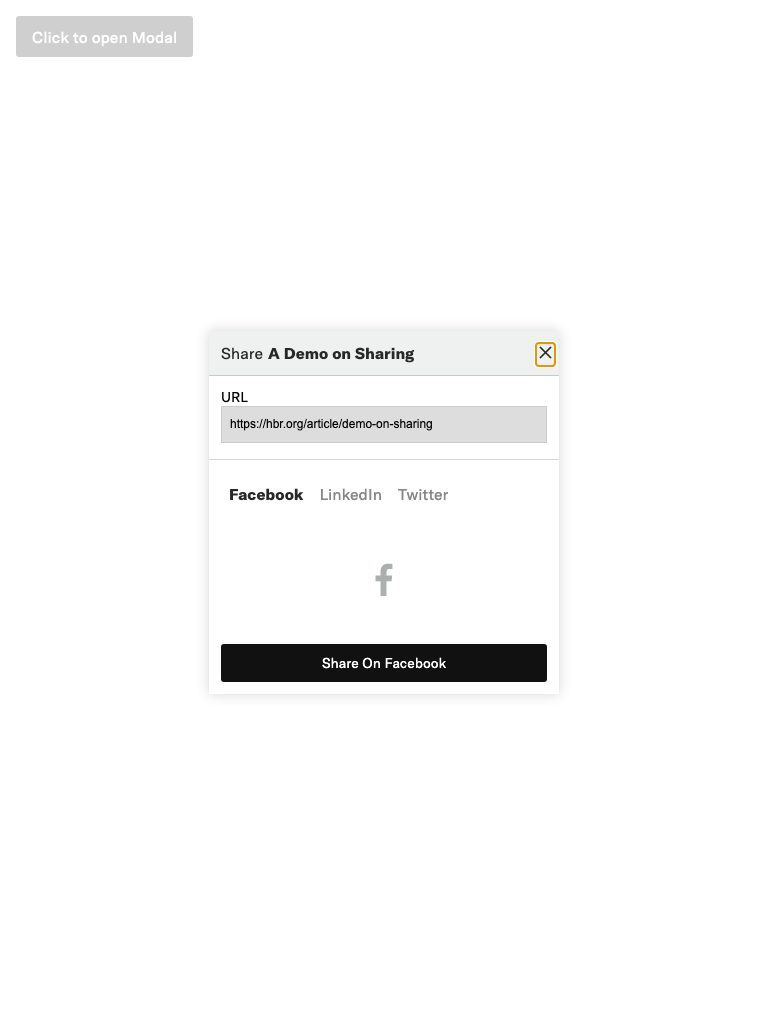 Click to open Modal
Share A Demo on Sharing
URL
https://hbr.org/article/demo-on-sharing
Facebook LinkedIn Twitter
Share On Facebook